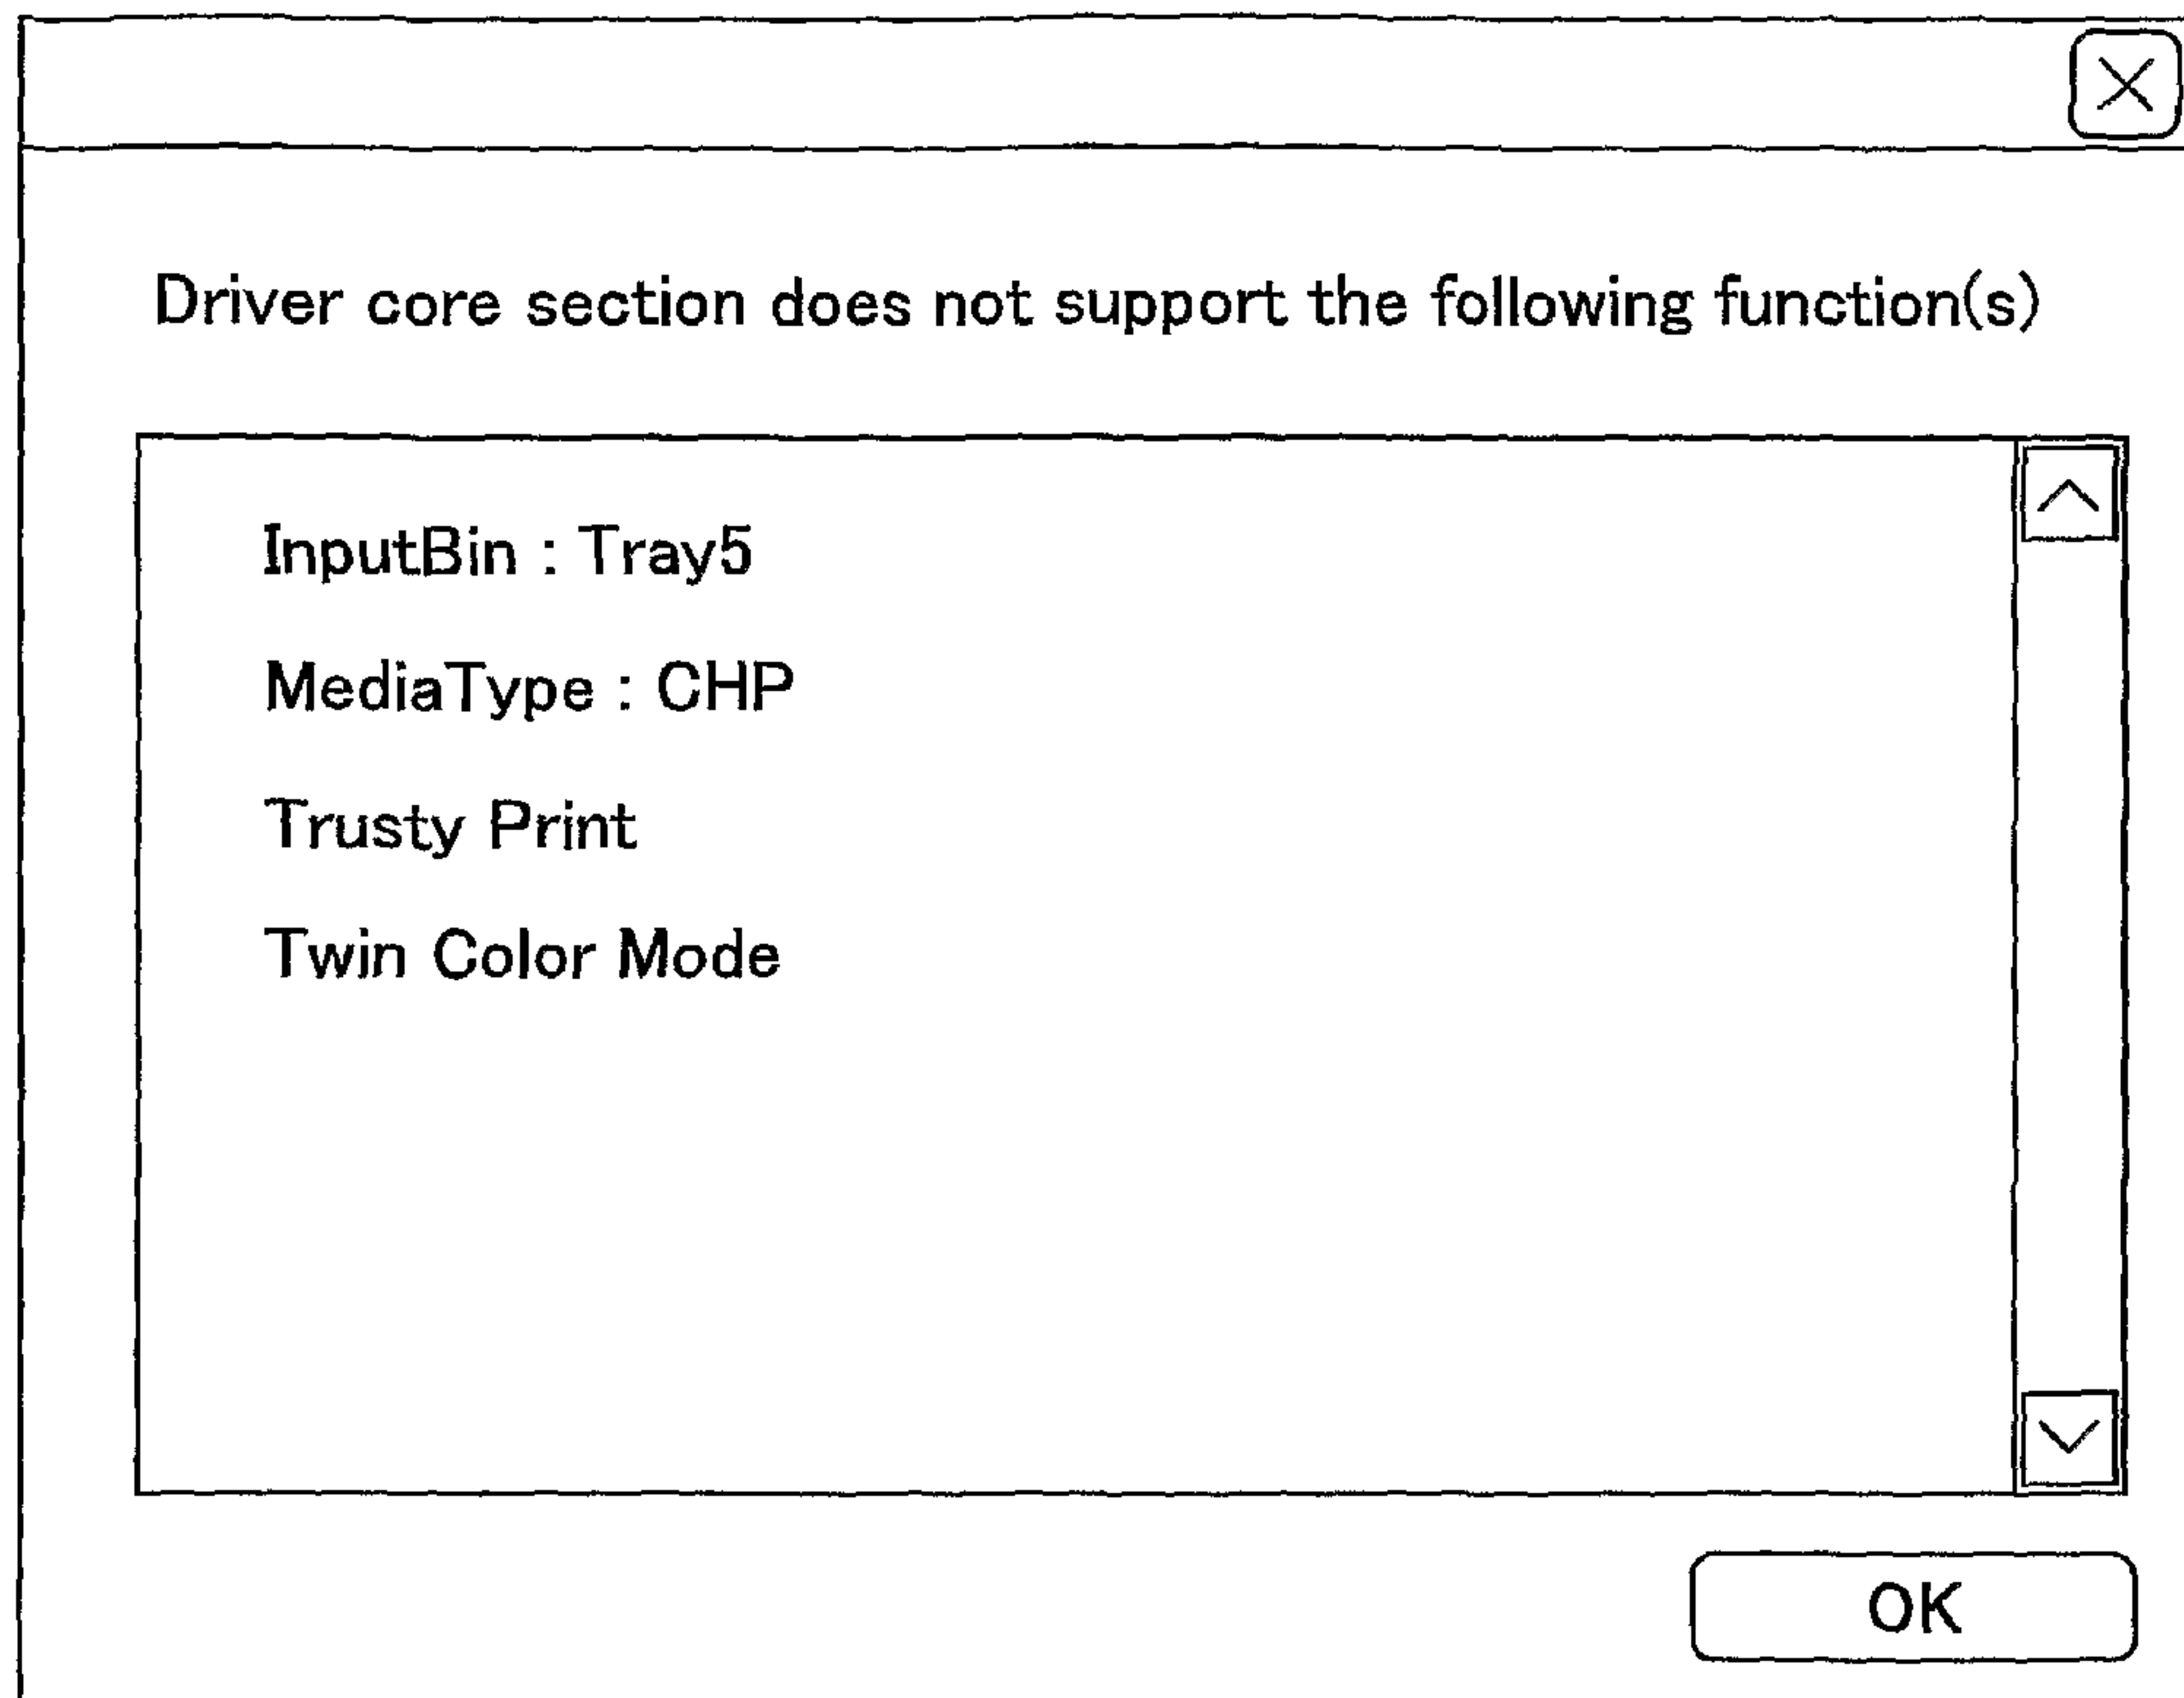 Driver core section does not support the following function(s)
InputBin : Tray5
MediaType : CHP
Trusty Print
Twin Color Mode
OK